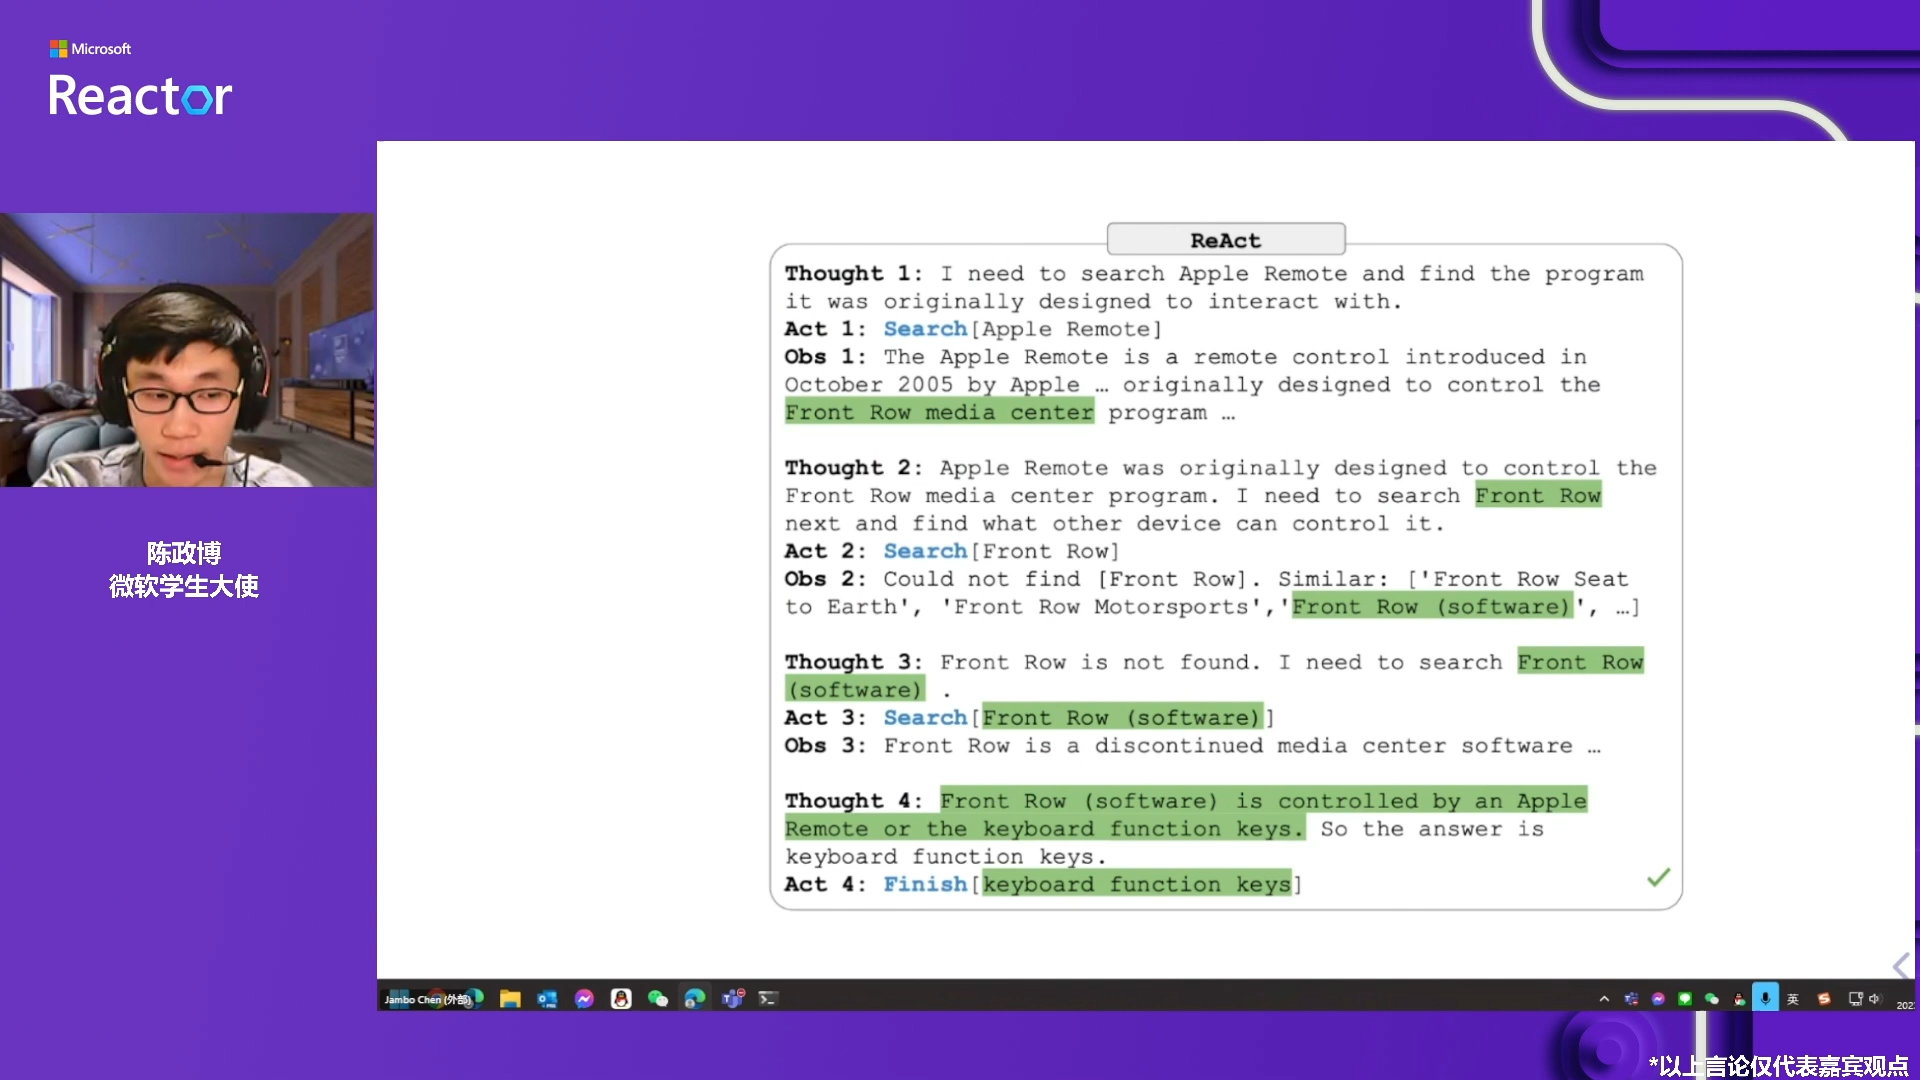 Microsoft
Reactor
ReAct
Thought 1: I need to search Apple Remote and find the program
it was originally designed to interact with.
Act 1: Search[Apple Remote]
Obs 1: The Apple Remote is a remote control introduced in
October 2005 by Apple … originally designed to control the
Front Row media center program …
Thought 2: Apple Remote was originally designed to control the
Front Row media center program. I need to search Front Row
next and find what other device can control it.
Act 2: Search[Front Row]
Obs 2: Could not find [Front Row]. Similar: ['Front Row Seat
to Earth', 'Front Row Motorsports','Front Row (software)', …]
Thought 3: Front Row is not found. I need to search Front Row
(software) .
Act 3: Search[Front Row (software)]
Obs 3: Front Row is a discontinued media center software …
Thought 4: Front Row (software) is controlled by an Apple
Remote or the keyboard function keys. So the answer is
keyboard function keys.
Act 4: Finish[keyboard function keys]
陈政博
微软学生大使
Jambo Chen (外部)
英
202
*以上言论仅代表嘉宾观点